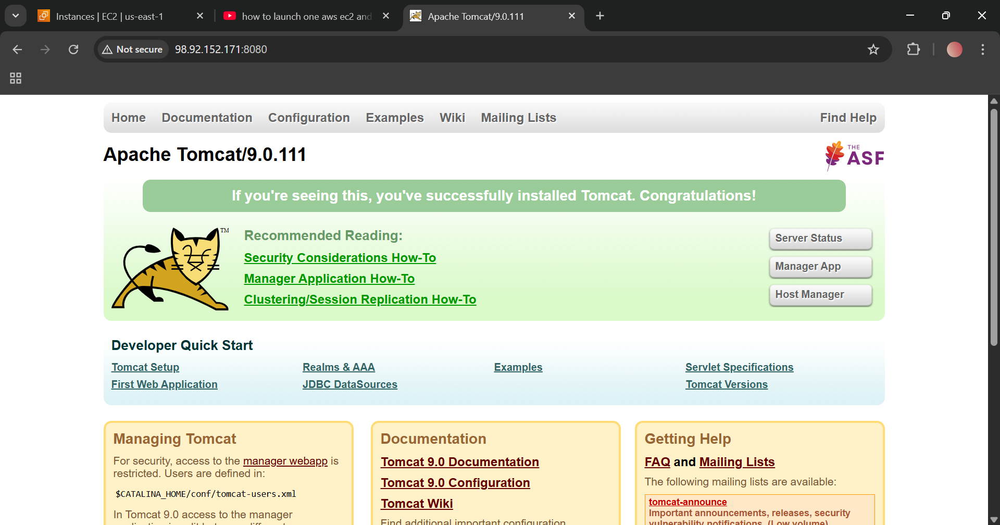 Instances | EC2 | us-east-1
how to launch one aws ec2 and
Apache Tomcat/9.0.111
Not secure
98.92.152.171:8080
Home Documentation Configuration Examples Wiki Mailing Lists Find Help
Apache Tomcat/9.0.111
THE
ASF
If you're seeing this, you've successfully installed Tomcat. Congratulations!
TM
Recommended Reading:
Security Considerations How-To
Manager Application How-To
Clustering/Session Replication How-To
Server Status
Manager App
Host Manager
Developer Quick Start
Tomcat Setup
First Web Application
Realms & AAA
JDBC DataSources
Examples
Servlet Specifications
Tomcat Versions
Managing Tomcat
For security, access to the manager webapp is
restricted. Users are defined in:
$CATALINA_HOME/conf/tomcat-users.xml
In Tomcat 9.0 access to the manager
Documentation
Tomcat 9.0 Documentation
Tomcat 9.0 Configuration
Tomcat Wiki
Find additional important configuration
Getting Help
FAQ and Mailing Lists
The following mailing lists are available:
tomcat-announce
Important announcements, releases, security
vulnerability notifications. (Low volume).